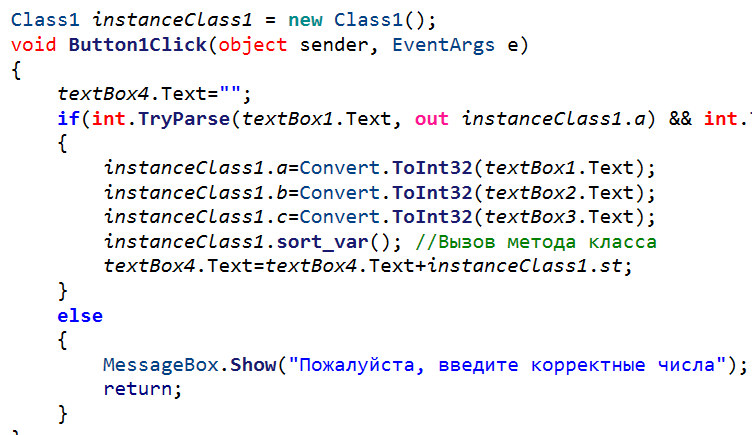 Class1 instanceClass1 = new Class1();
void Button1Click(object sender, EventArgs e)
{
    textBox4.Text="";
    if(int.TryParse(textBox1.Text, out instanceClass1.a) && int.
    {
        instanceClass1.a=Convert.ToInt32(textBox1.Text);
        instanceClass1.b=Convert.ToInt32(textBox2.Text);
        instanceClass1.c=Convert.ToInt32(textBox3.Text);
        instanceClass1.sort_var(); //Вызов метода класса
        textBox4.Text=textBox4.Text+instanceClass1.st;
    }
    else
    {
        MessageBox.Show("Пожалуйста, введите корректные числа");
        return;
    }